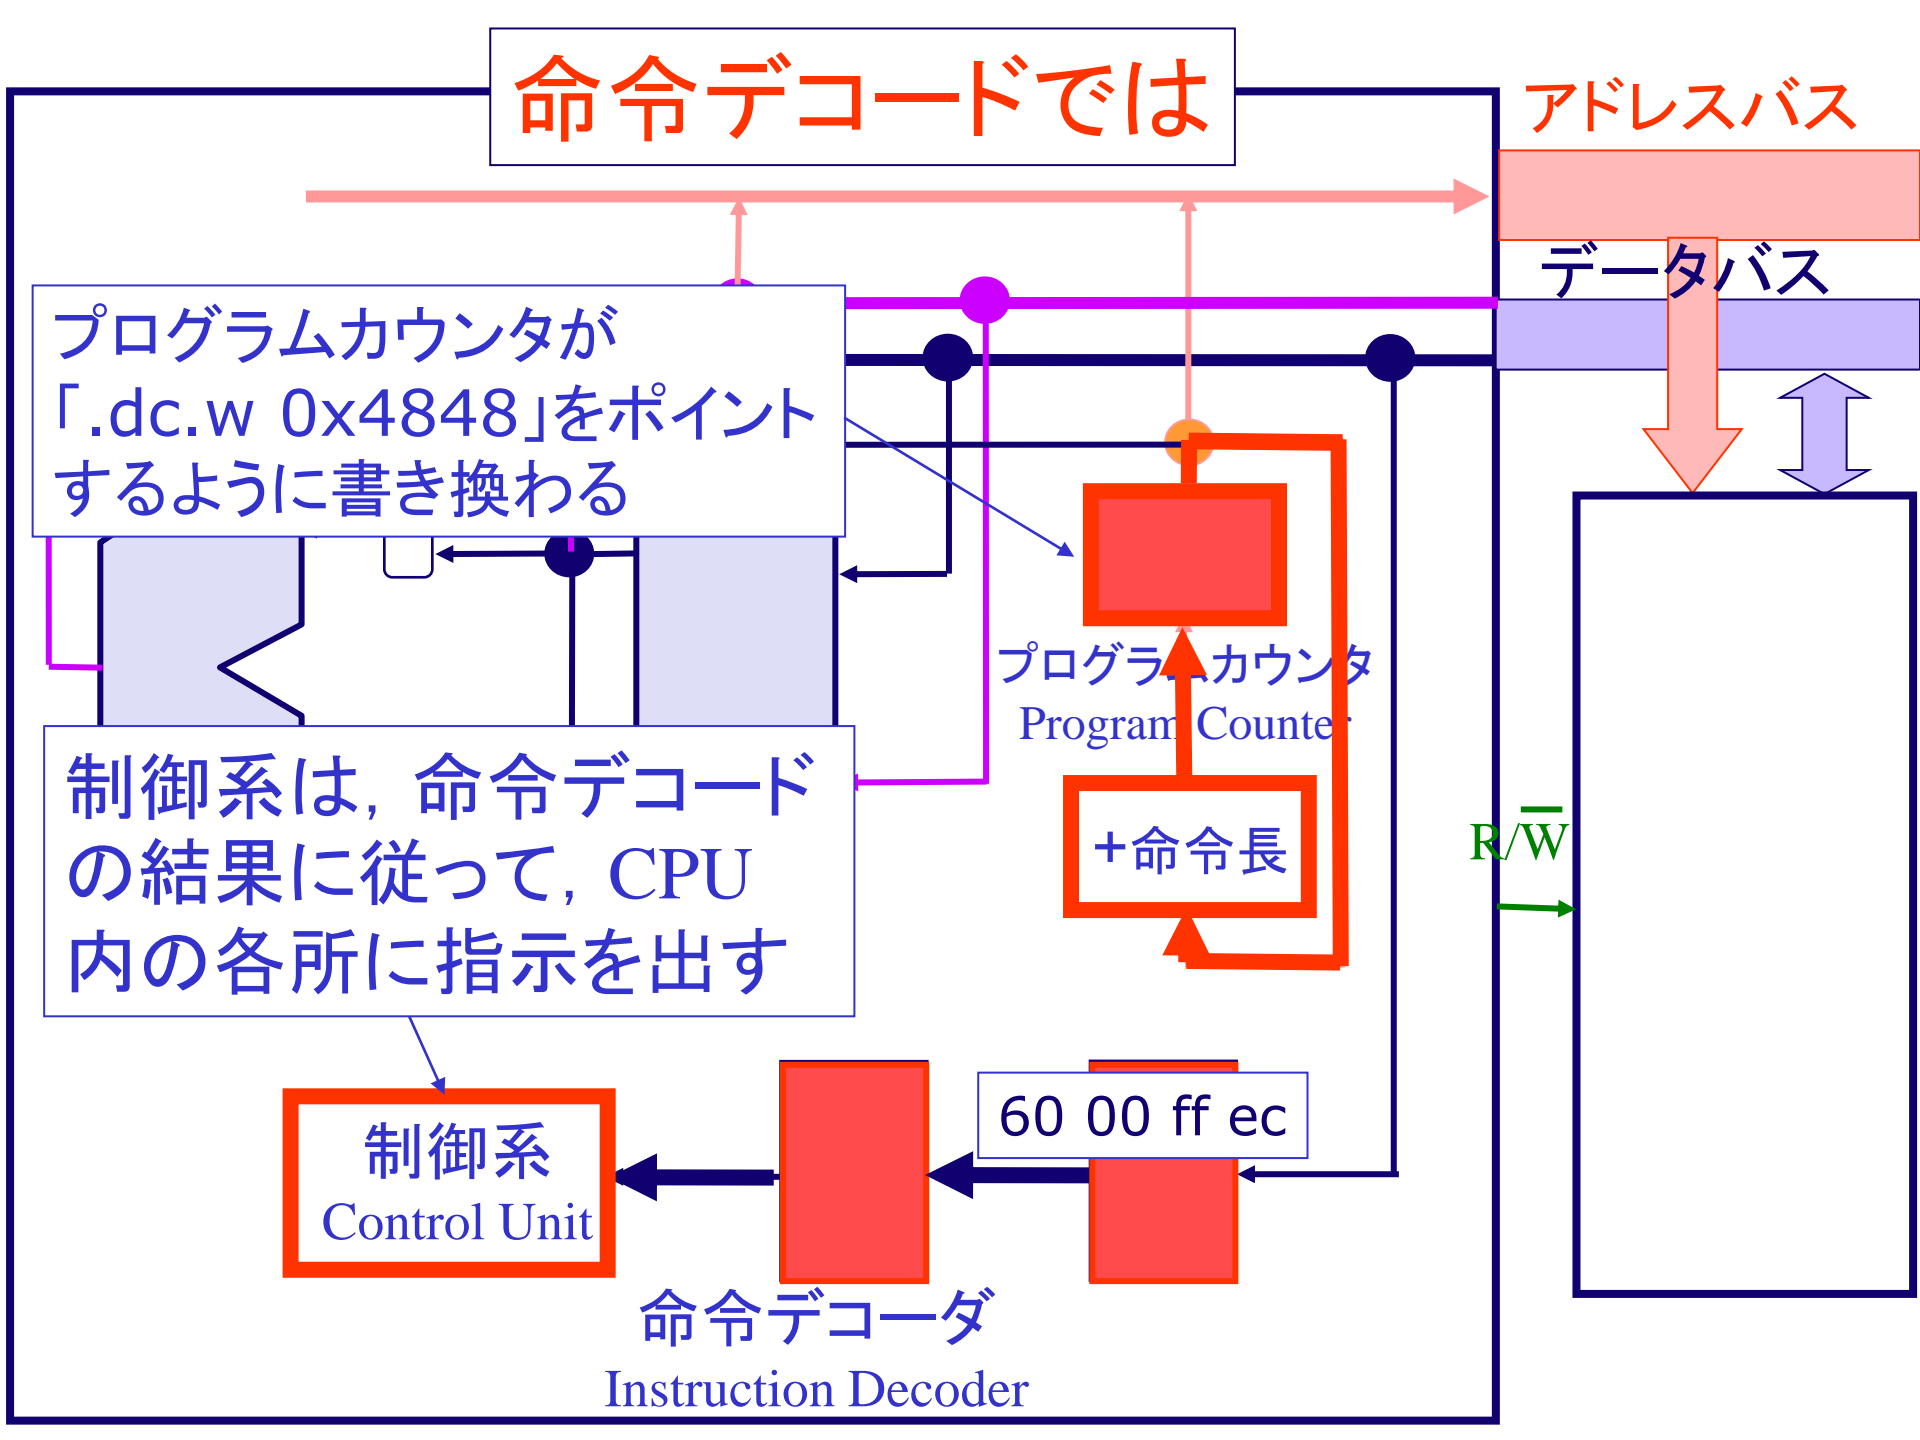 命令デコードでは
アドレスバス
データバス
プログラムカウンタが
「.dc.w 0x4848」をポイント
するように書き換わる
プログラムカウンタ
Program Counter
制御系は，命令デコード
の結果に従って，CPU
内の各所に指示を出す
+命令長
R/W̅
60 00 ff ec
制御系
Control Unit
命令デコーダ
Instruction Decoder